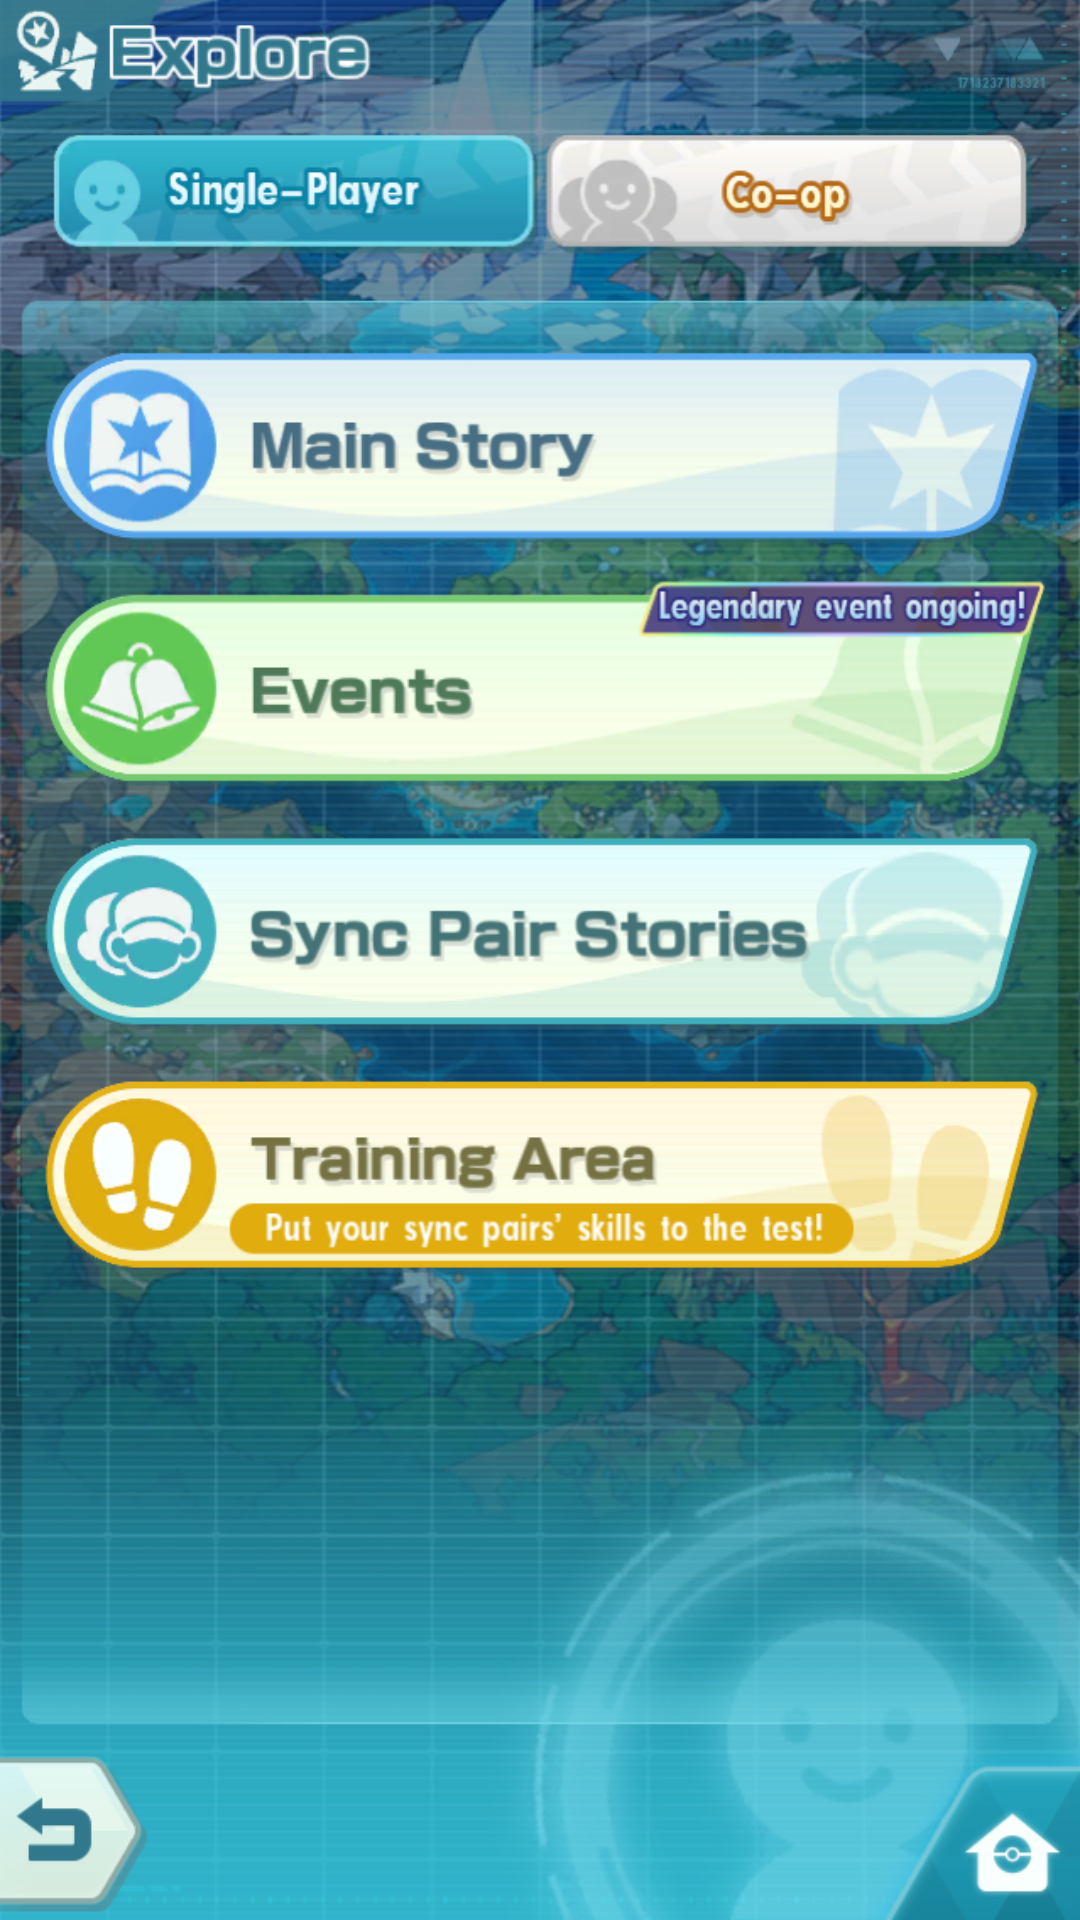 Explore
1718237183321
Single-Player
Co-op
Main Story
Legendary event ongoing!
Events
Sync Pair Stories
Training Area
Put your sync pairs' skills to the test!